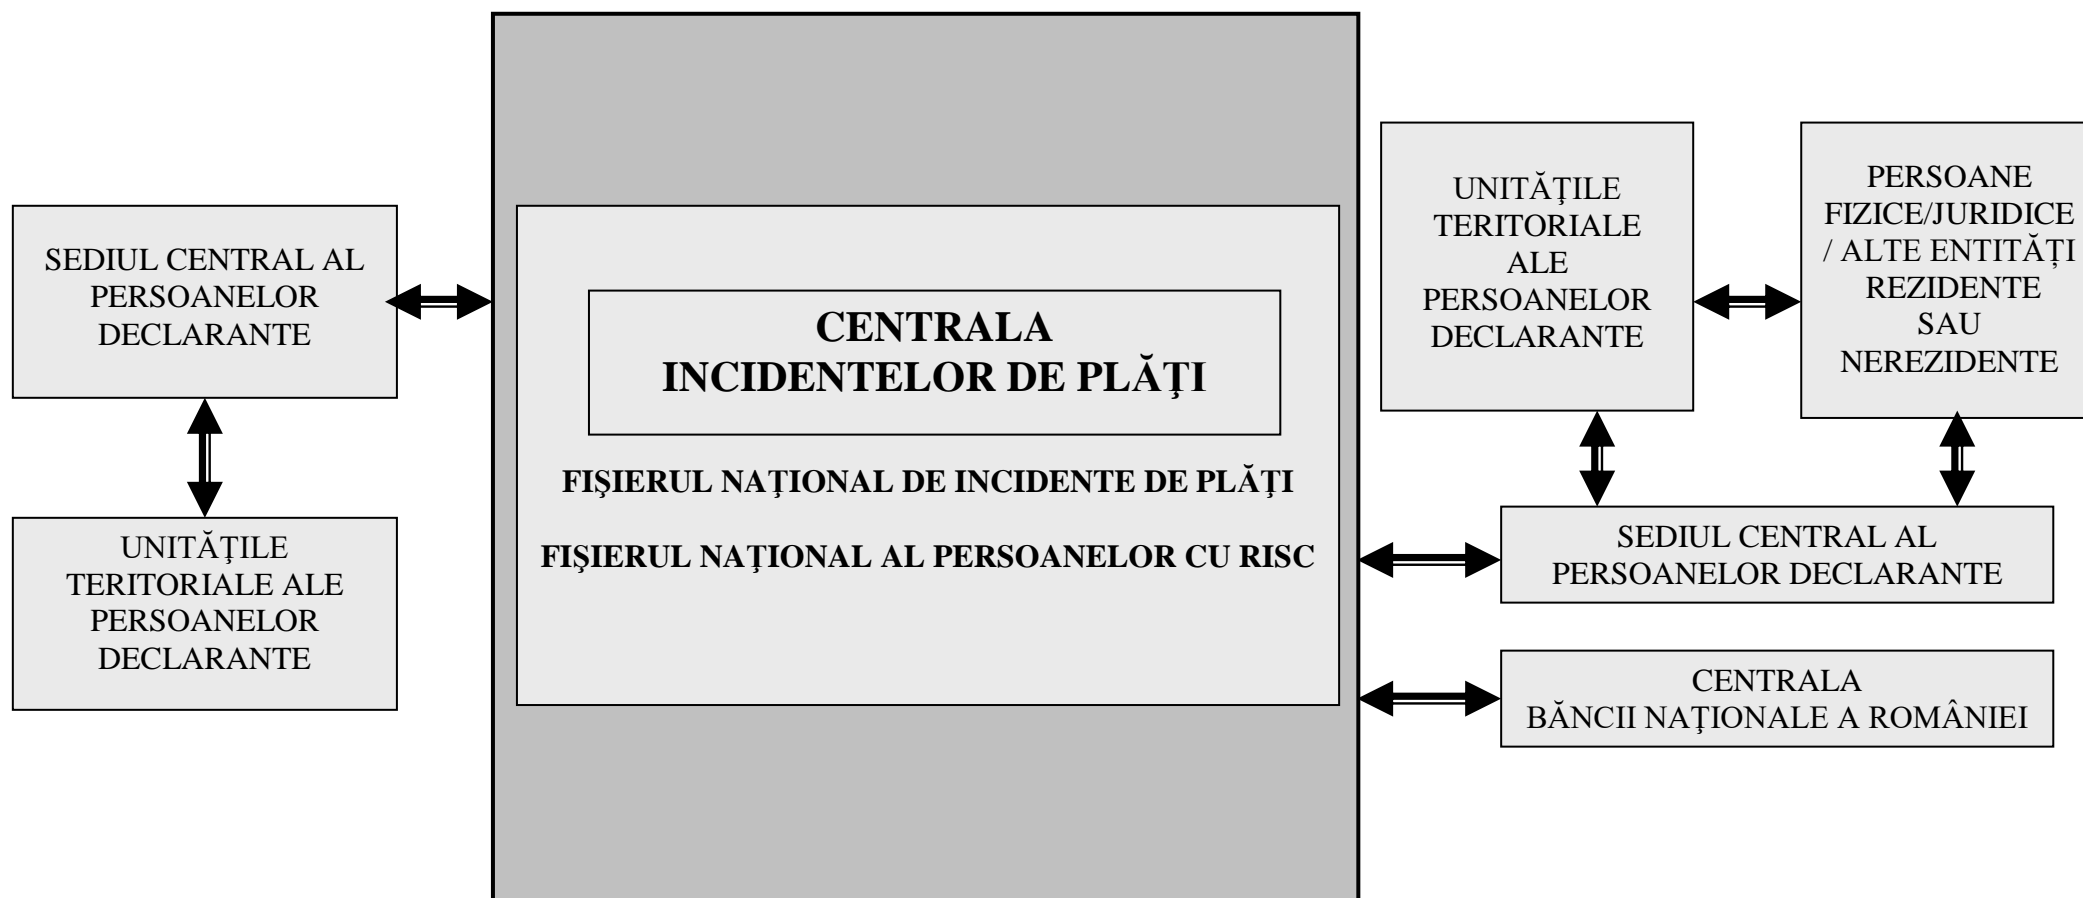 SEDIUL CENTRAL AL
PERSOANELOR
DECLARANTE
UNITĂŢILE
TERITORIALE ALE
PERSOANELOR
DECLARANTE
CENTRALA
INCIDENTELOR DE PLĂŢI
FIŞIERUL NAŢIONAL DE INCIDENTE DE PLĂŢI
FIŞIERUL NAŢIONAL AL PERSOANELOR CU RISC
UNITĂŢILE
TERITORIALE
ALE
PERSOANELOR
DECLARANTE
PERSOANE
FIZICE/JURIDICE
/ ALTE ENTITĂȚI
REZIDENTE
SAU
NEREZIDENTE
SEDIUL CENTRAL AL
PERSOANELOR DECLARANTE
CENTRALA
BĂNCII NAŢIONALE A ROMÂNIEI